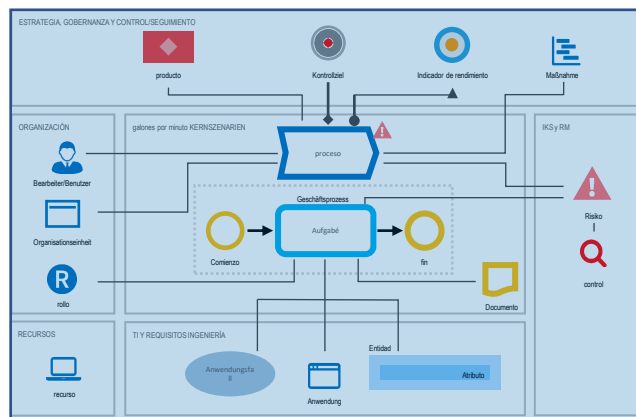 ESTRATEGIA, GOBERNANZA Y CONTROL/SEGUIMIENTO
producto
Kontrollziel
Indicador de rendimiento
Maßnahme
ORGANIZACIÓN
galones por minuto KERNSZENARIEN
IKS y RM
proceso
Bearbeiter/Benutzer
Geschäftsprozess
Aufgabé
Risiko
Organisationseinheit
Comienzo
fin
control
R
rollo
Documento
RECURSOS
TI Y REQUISITOS INGENIERÍA
Entidad
Anwendungsfa
ll
Atributo
recurso
Anwendung